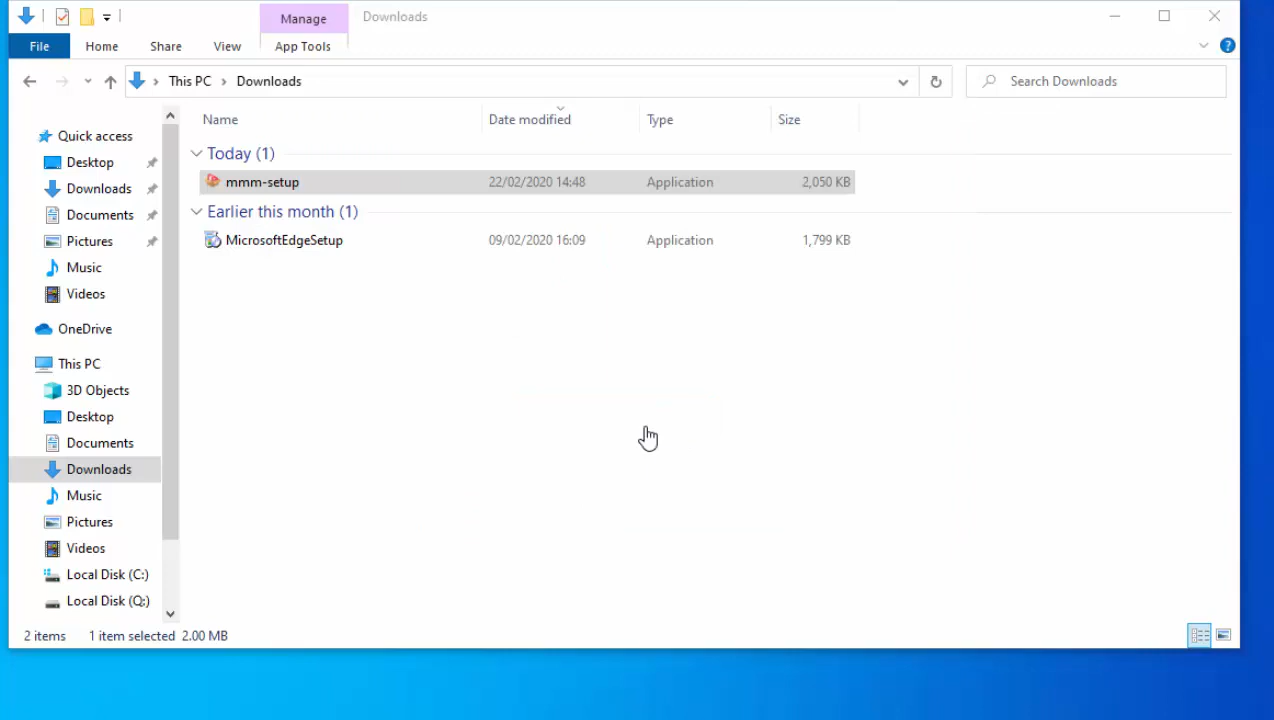 Manage
Downloads
File
Home
Share
View
App Tools
This PC
Downloads
Search Downloads
Name
Date modified
Type
Size
Quick access
Desktop
Downloads
Documents
Pictures
Music
Videos
OneDrive
This PC
3D Objects
Desktop
Documents
Downloads
Music
Pictures
Videos
Local Disk (C:)
Local Disk (Q:)
Today (1)
mmm-setup 22/02/2020 14:48 Application 2,050 KB
Earlier this month (1)
MicrosoftEdgeSetup 09/02/2020 16:09 Application 1,799 KB
2 items 1 item selected 2.00 MB